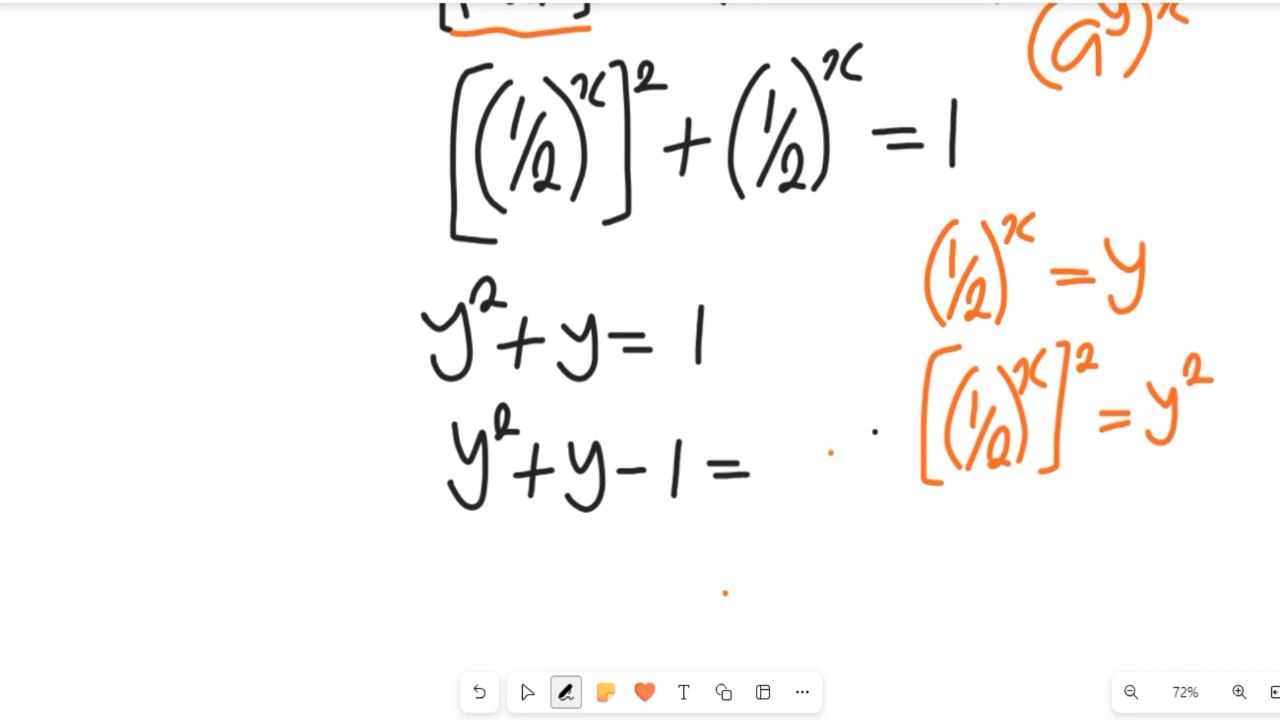 (a^y)^x
[(1/2)^x]^2 + (1/2)^x = 1
(1/2)^x = y
y^2 + y = 1
[(1/2)^x]^2 = y^2
y^2 + y - 1 =
T
72%